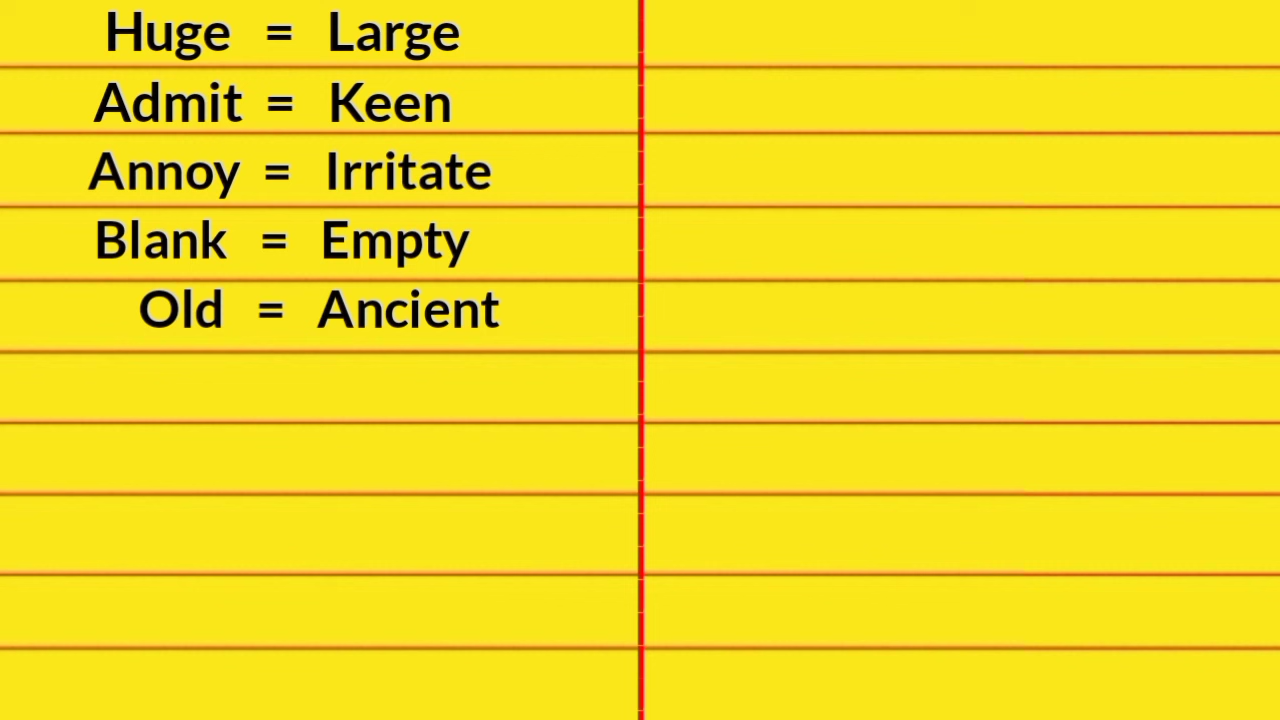 Huge = Large
Admit = Keen
Annoy = Irritate
Blank = Empty
Old = Ancient